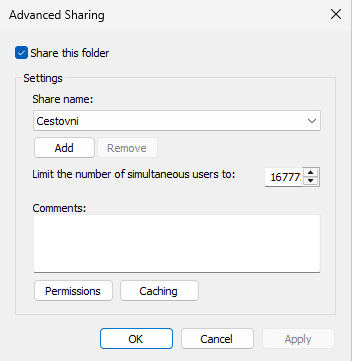 Advanced Sharing
Share this folder
Settings
Share name:
Cestovni
Add Remove
Limit the number of simultaneous users to: 16777
Comments:
Permissions Caching
OK Cancel Apply